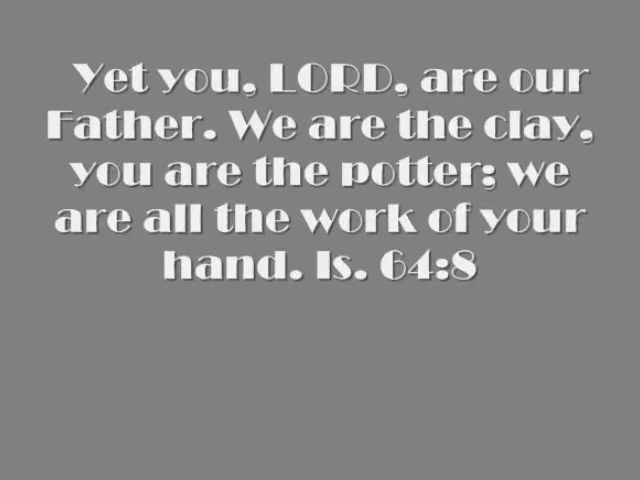 Yet you, LORD, are our
Father. We are the clay,
you are the potter; we
are all the work of your
hand. Is. 64:8